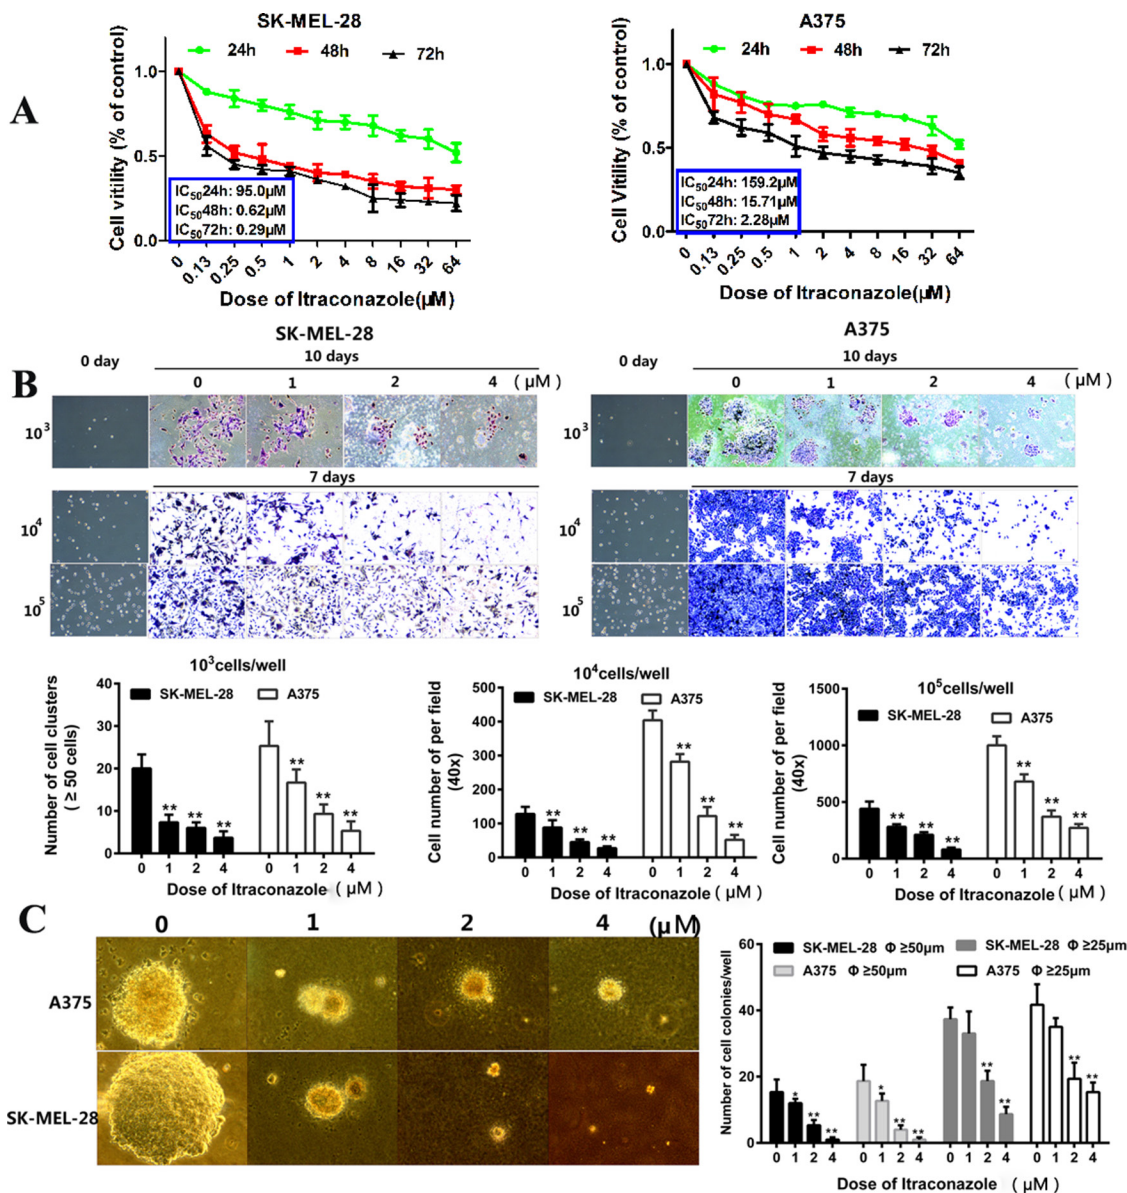 A
SK-MEL-28
24h 48h 72h
Cell vitility (% of control)
1.0
0.5
0.0
IC5024h: 95.0μM
IC5048h: 0.62μM
IC5072h: 0.29μM
0 0.13 0.25 0.5 1 2 4 8 16 32 64
Dose of Itraconazole(μM)
A375
24h 48h 72h
Cell Vitility (% of control)
1.0
0.5
0.0
IC5024h: 159.2μM
IC5048h: 15.71μM
IC5072h: 2.28μM
0 0.13 0.25 0.5 1 2 4 8 16 32 64
Dose of Itraconazole(μM)
B
SK-MEL-28
0 day 10 days
0 1 2 4 (μM)
10³
7 days
10⁴
10⁵
A375
0 day 10 days
0 1 2 4 (μM)
10³
7 days
10⁴
10⁵
10³cells/well
SK-MEL-28 A375
Number of cell clusters
(≥ 50 cells)
40
30
20
10
0
** ** ** ** ** **
0 1 2 4 0 1 2 4
Dose of Itraconazole (μM)
10⁴cells/well
SK-MEL-28 A375
Cell number of per field
(40x)
500
400
300
200
100
0
** ** ** ** ** **
0 1 2 4 0 1 2 4
Dose of Itraconazole (μM)
10⁵cells/well
SK-MEL-28 A375
Cell number of per field
(40x)
1500
1000
500
0
** ** ** ** ** **
0 1 2 4 0 1 2 4
Dose of Itraconazole (μM)
C
0 1 2 4 (μM)
A375
SK-MEL-28
SK-MEL-28 Φ ≥50μm SK-MEL-28 Φ ≥25μm
A375 Φ ≥50μm A375 Φ ≥25μm
Number of cell colonies/well
60
40
20
0
* ** ** * ** ** ** ** ** **
0 1 2 4 0 1 2 4 0 1 2 4 0 1 2 4
Dose of Itraconazole (μM)